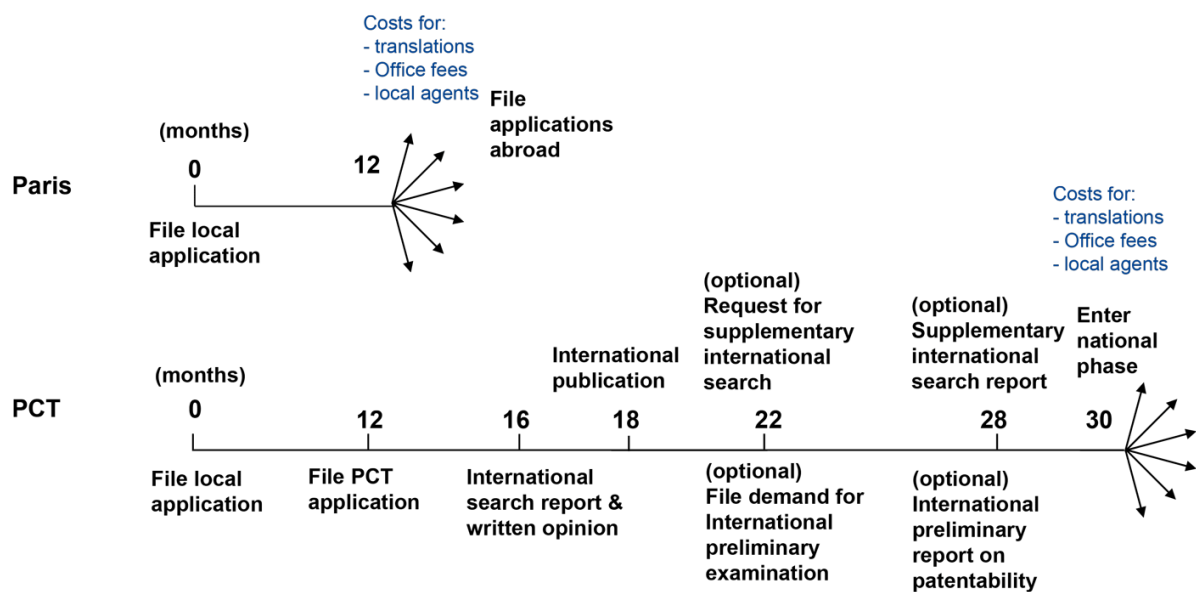 Costs for:
- translations
- Office fees
- local agents
File
applications
abroad
(months)
0
12
Paris
File local
application
Costs for:
- translations
- Office fees
- local agents
(optional)
Request for
supplementary
international
search
(optional)
Supplementary
international
search report
Enter
national
phase
International
publication
(months)
PCT
0
12
16
18
22
28
30
File local
application
File PCT
application
International
search report &
written opinion
(optional)
File demand for
International
preliminary
examination
(optional)
International
preliminary
report on
patentability